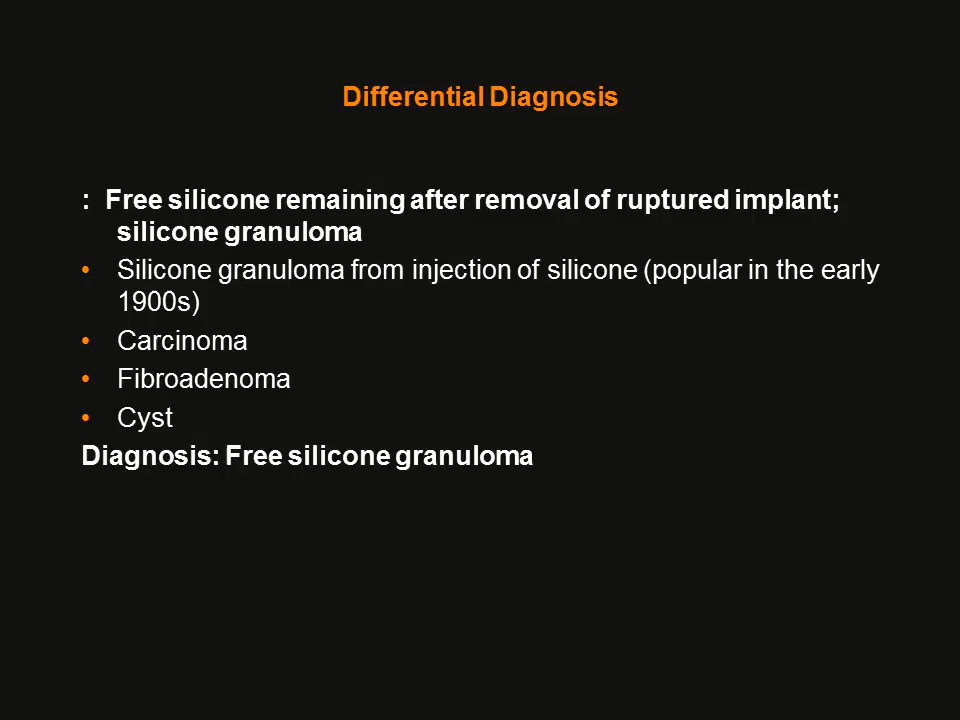 Differential Diagnosis
: Free silicone remaining after removal of ruptured implant;
silicone granuloma
• Silicone granuloma from injection of silicone (popular in the early
1900s)
• Carcinoma
• Fibroadenoma
• Cyst
Diagnosis: Free silicone granuloma